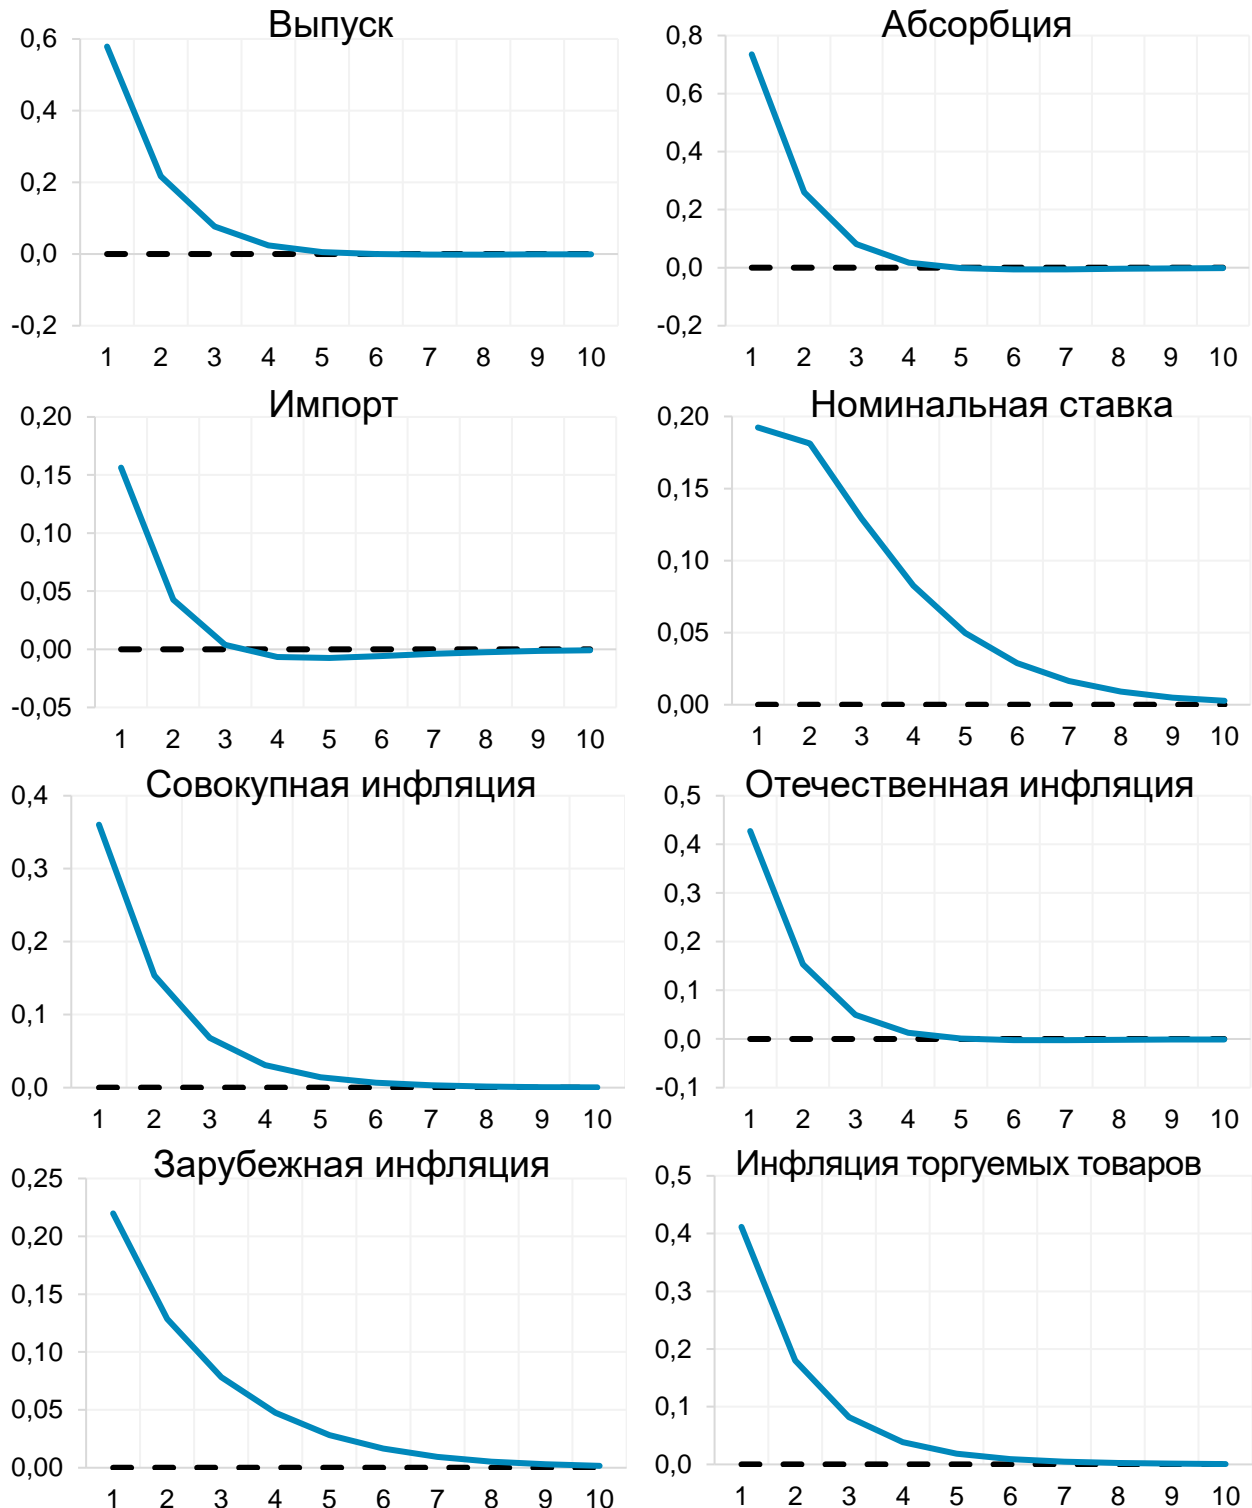 Выпуск
0,6
0,4
0,2
0,0
-0,2
1 2 3 4 5 6 7 8 9 10
Абсорбция
0,8
0,6
0,4
0,2
0,0
-0,2
1 2 3 4 5 6 7 8 9 10
Импорт
0,20
0,15
0,10
0,05
0,00
-0,05
1 2 3 4 5 6 7 8 9 10
Номинальная ставка
0,20
0,15
0,10
0,05
0,00
1 2 3 4 5 6 7 8 9 10
Совокупная инфляция
0,4
0,3
0,2
0,1
0,0
1 2 3 4 5 6 7 8 9 10
Отечественная инфляция
0,5
0,4
0,3
0,2
0,1
0,0
-0,1
1 2 3 4 5 6 7 8 9 10
Зарубежная инфляция
0,25
0,20
0,15
0,10
0,05
0,00
1 2 3 4 5 6 7 8 9 10
Инфляция торгуемых товаров
0,5
0,4
0,3
0,2
0,1
0,0
1 2 3 4 5 6 7 8 9 10